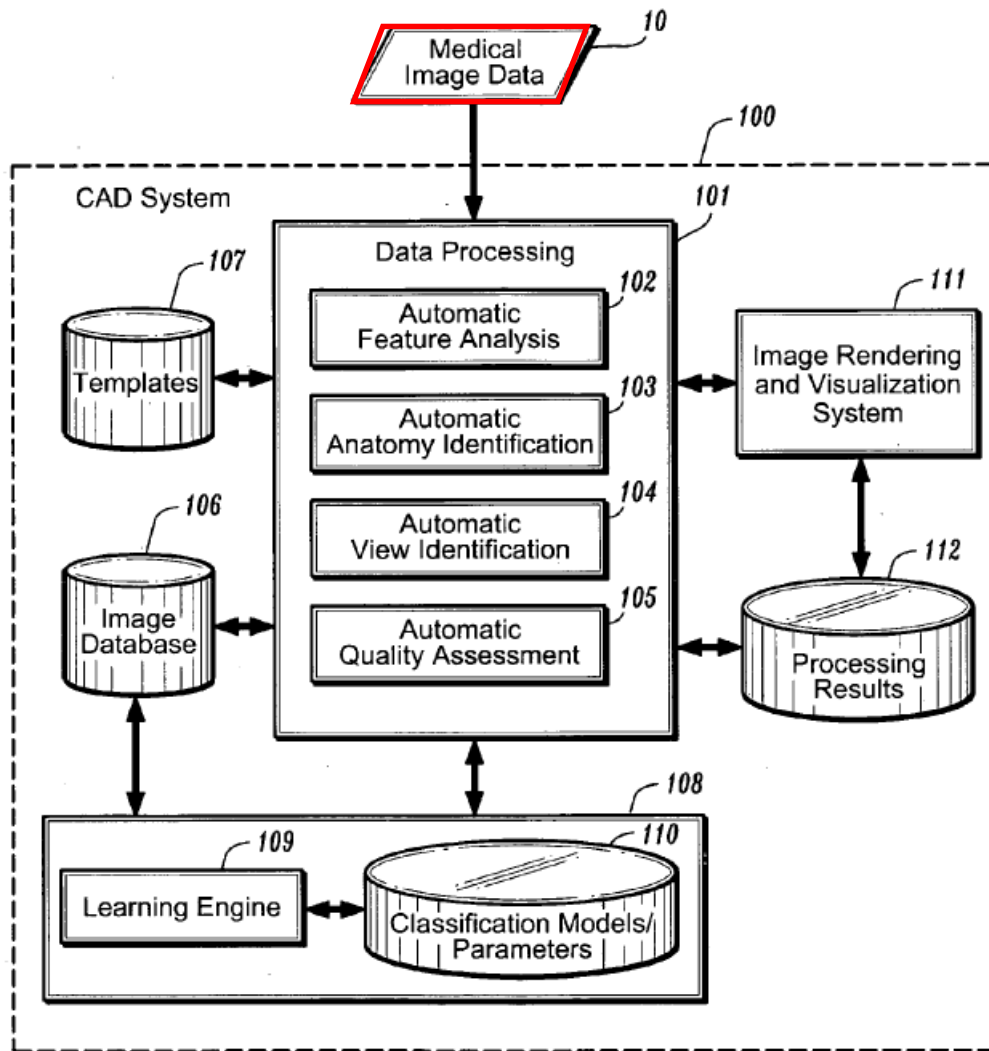 10
Medical
Image Data
100
CAD System
101
Data Processing
107
102
111
Automatic
Feature Analysis
Templates
Image Rendering
and Visualization
System
103
Automatic
Anatomy Identification
106
104
Automatic
View Identification
112
Image
Database
105
Automatic
Quality Assessment
Processing
Results
108
109
110
Learning Engine
Classification Models/
Parameters